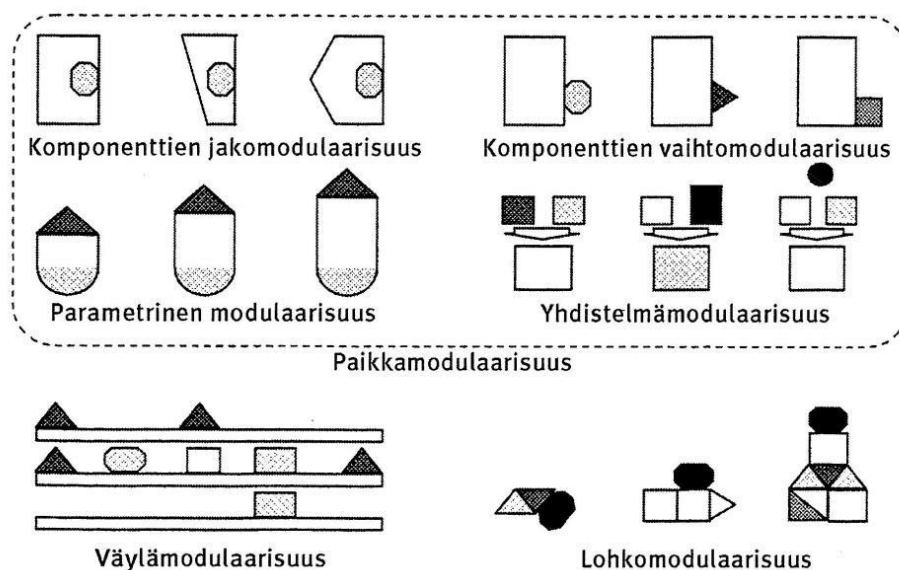 Komponenttien jakomodulaarisuus
Komponenttien vaihtomodulaarisuus
Parametrinen modulaarisuus
Yhdistelmämodulaarisuus
Paikkamodulaarisuus
Väylämodulaarisuus
Lohkomodulaarisuus